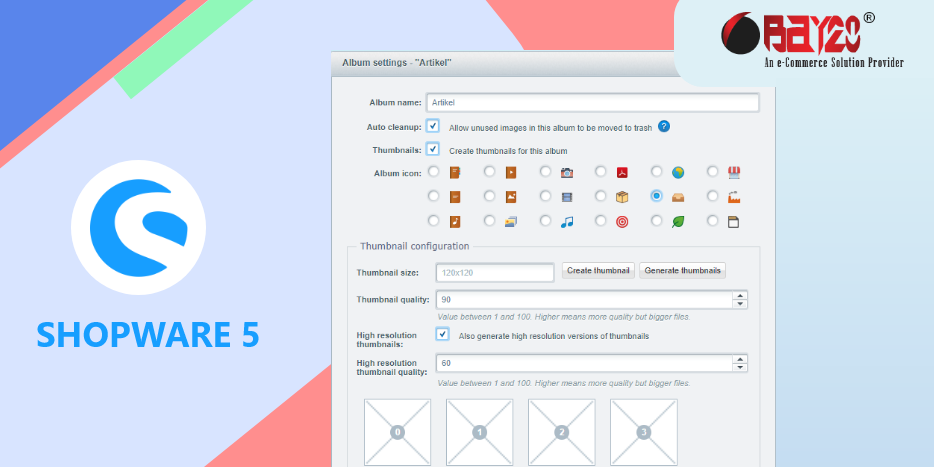 BAY20®
An e-Commerce Solution Provider
SHOPWARE 5
Album settings - "Artikel"
Album name: Artikel
Auto cleanup: Allow unused images in this album to be moved to trash ?
Thumbnails: Create thumbnails for this album
Album icon:
Thumbnail configuration
Thumbnail size: 120x120 Create thumbnail Generate thumbnails
Thumbnail quality: 90
Value between 1 and 100. Higher means more quality but bigger files.
High resolution
thumbnails: Also generate high resolution versions of thumbnails
High resolution
thumbnail quality: 60
Value between 1 and 100. Higher means more quality but bigger files.
0 1 2 3